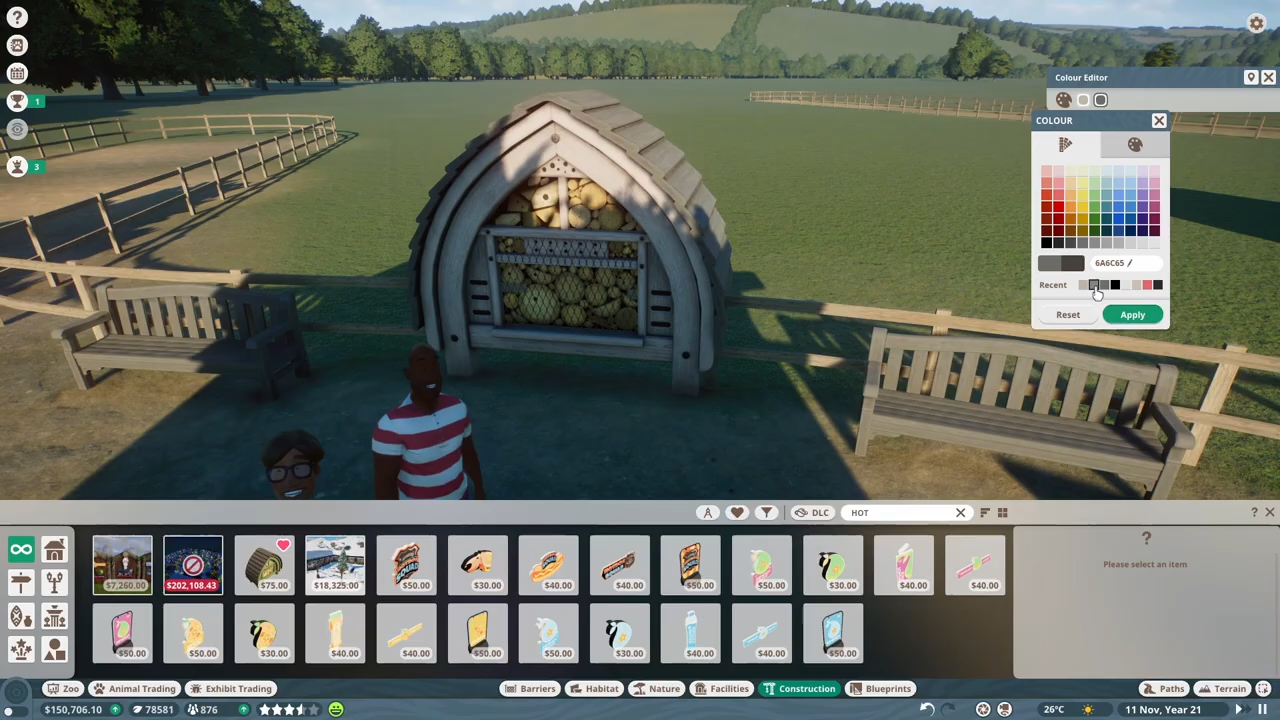 ?
1
3
Colour Editor
COLOUR
6A6C65 /
Recent
Reset
Apply
DLC
HOT
?
$7,260.00
$202,108.43
$75.00
$18,325.00
$50.00
$30.00
$40.00
$40.00
$50.00
$50.00
$30.00
$40.00
$40.00
?
Please select an item
$50.00
$50.00
$30.00
$40.00
$40.00
$50.00
$50.00
$30.00
$40.00
$40.00
$50.00
Zoo
Animal Trading
Exhibit Trading
Barriers
Habitat
Nature
Facilities
Construction
Blueprints
Paths
Terrain
$150,706.10
78581
876
26°C
11 Nov, Year 21